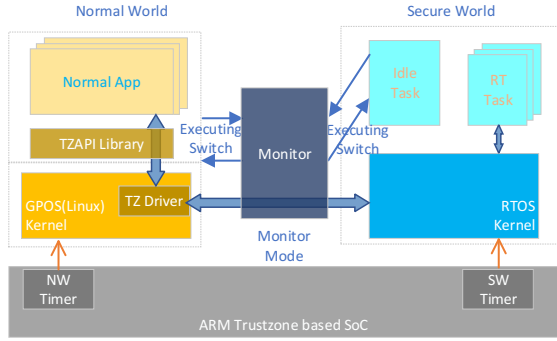 Normal World
Secure World
Normal App
Idle
Task
RT.
Task
Executing
Switch
Monitor
Executing
Switch
TZAPI Library
GPOS(Linux)
Kernel
TZ Driver
RTOS
Kernel
Monitor
Mode
NW
Timer
SW
Timer
ARM Trustzone based SoC